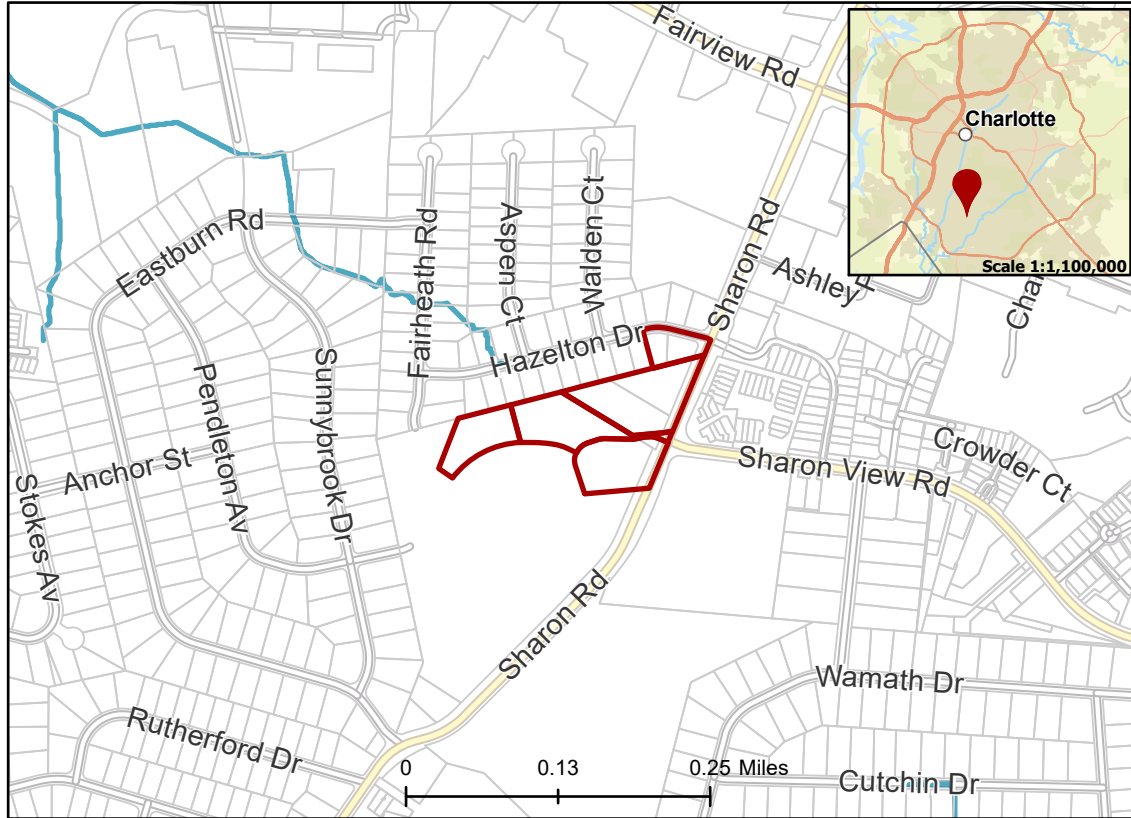 Fairview Rd
Charlotte
Scale 1:1,100,000
Sharon Rd
Ashley
Eastburn Rd
Fairheath Rd
Aspen Ct
Walden Ct
Hazelton Dr
Sunnybrook Dr
Pendleton Av
Anchor St
Stokes Av
Sharon View Rd
Crowder Ct
Sharon Rd
Wamath Dr
Rutherford Dr
Cutchin Dr
0
0.13
0.25 Miles